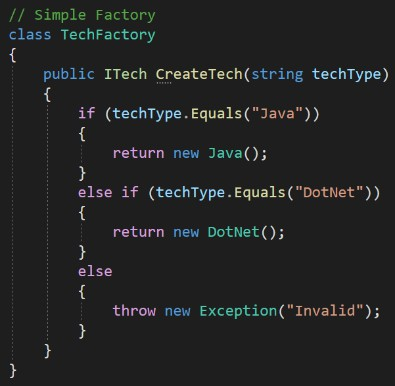 // Simple Factory
class TechFactory
{
    public ITech CreateTech(string techType)
    {
        if (techType.Equals("Java"))
        {
            return new Java();
        }
        else if (techType.Equals("DotNet"))
        {
            return new DotNet();
        }
        else
        {
            throw new Exception("Invalid");
        }
    }
}